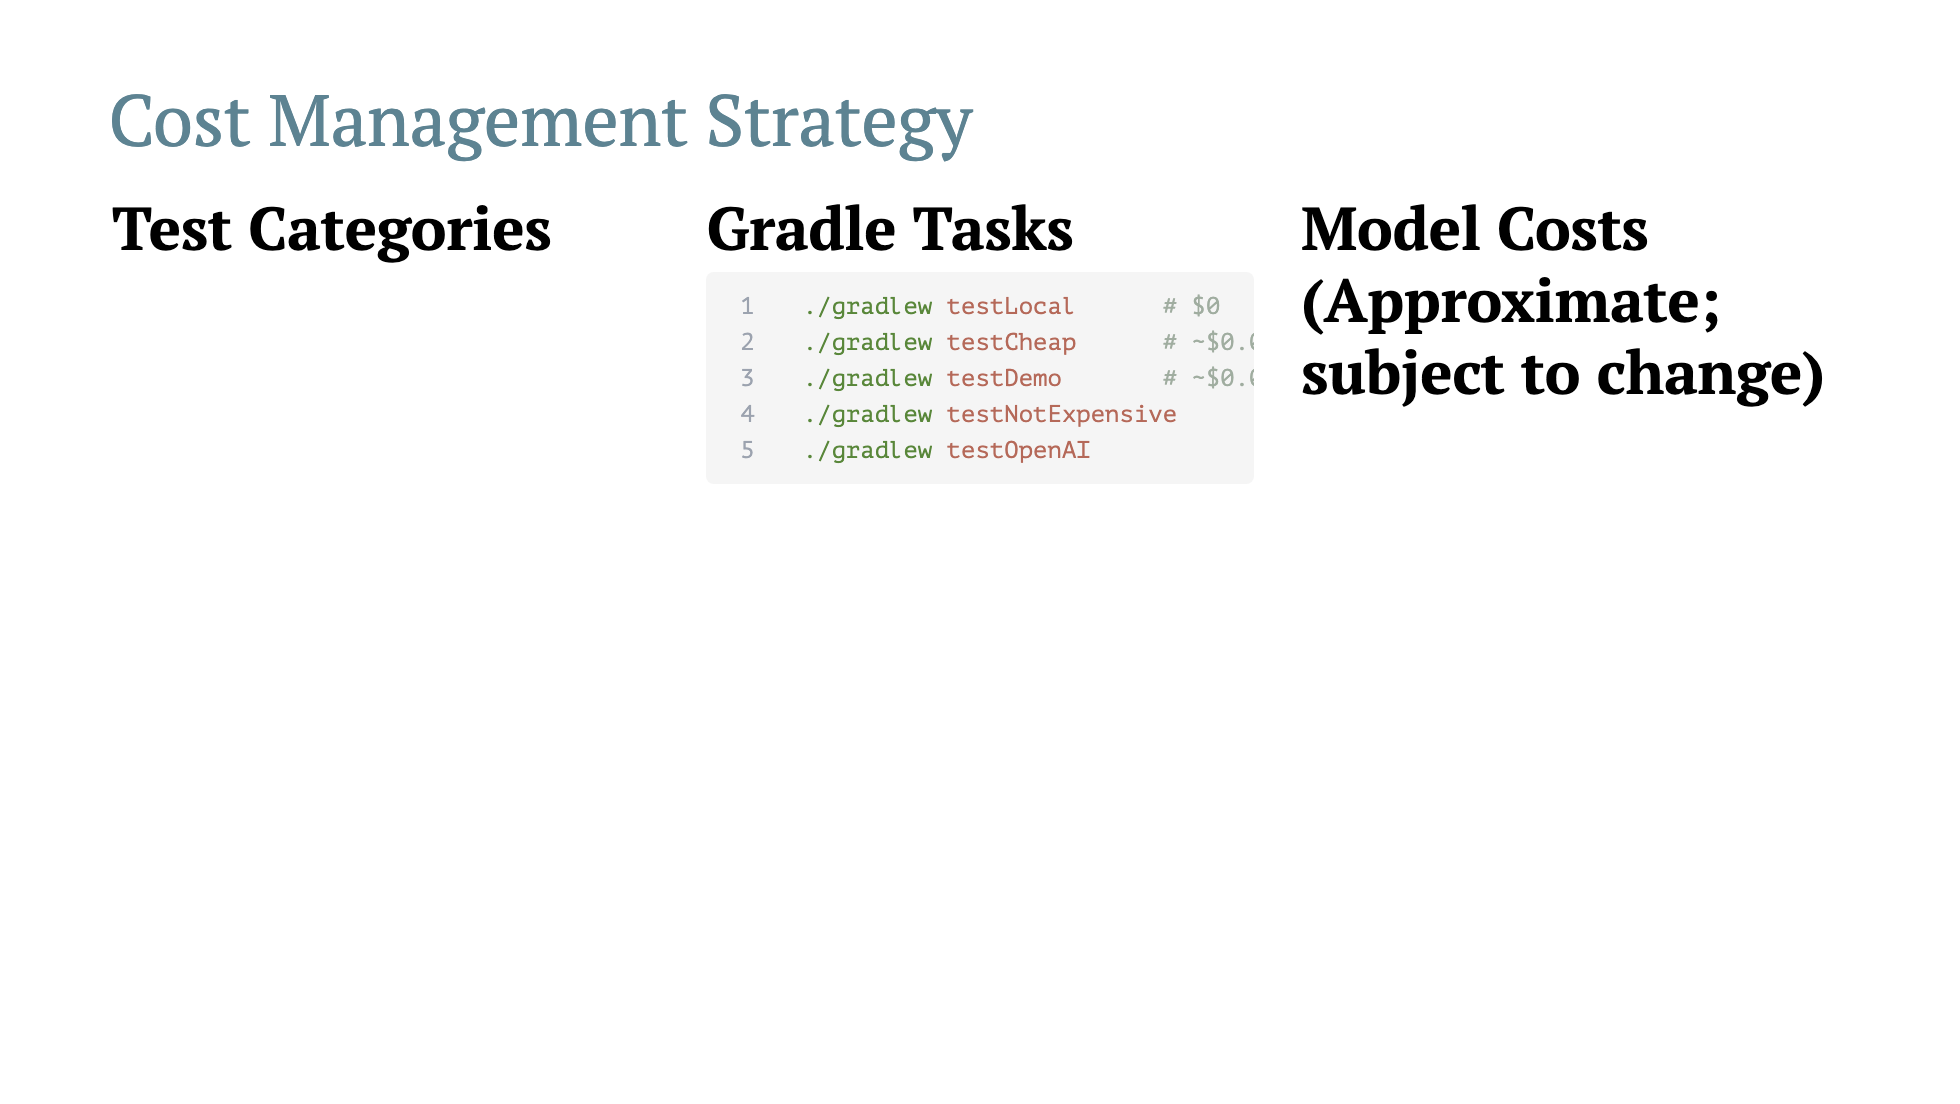 Cost Management Strategy
Test Categories
Gradle Tasks
1 ./gradlew testLocal # $0
2 ./gradlew testCheap # ~$0.
3 ./gradlew testDemo # ~$0.
4 ./gradlew testNotExpensive
5 ./gradlew testOpenAI
Model Costs
(Approximate;
subject to change)